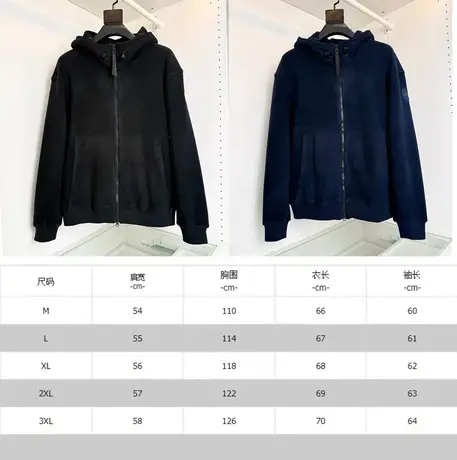 尺码 肩宽 胸围 衣长 袖长
-cm- -cm- -cm- -cm-
M 54 110 66 60
L 55 114 67 61
XL 56 118 68 62
2XL 57 122 69 63
3XL 58 126 70 64